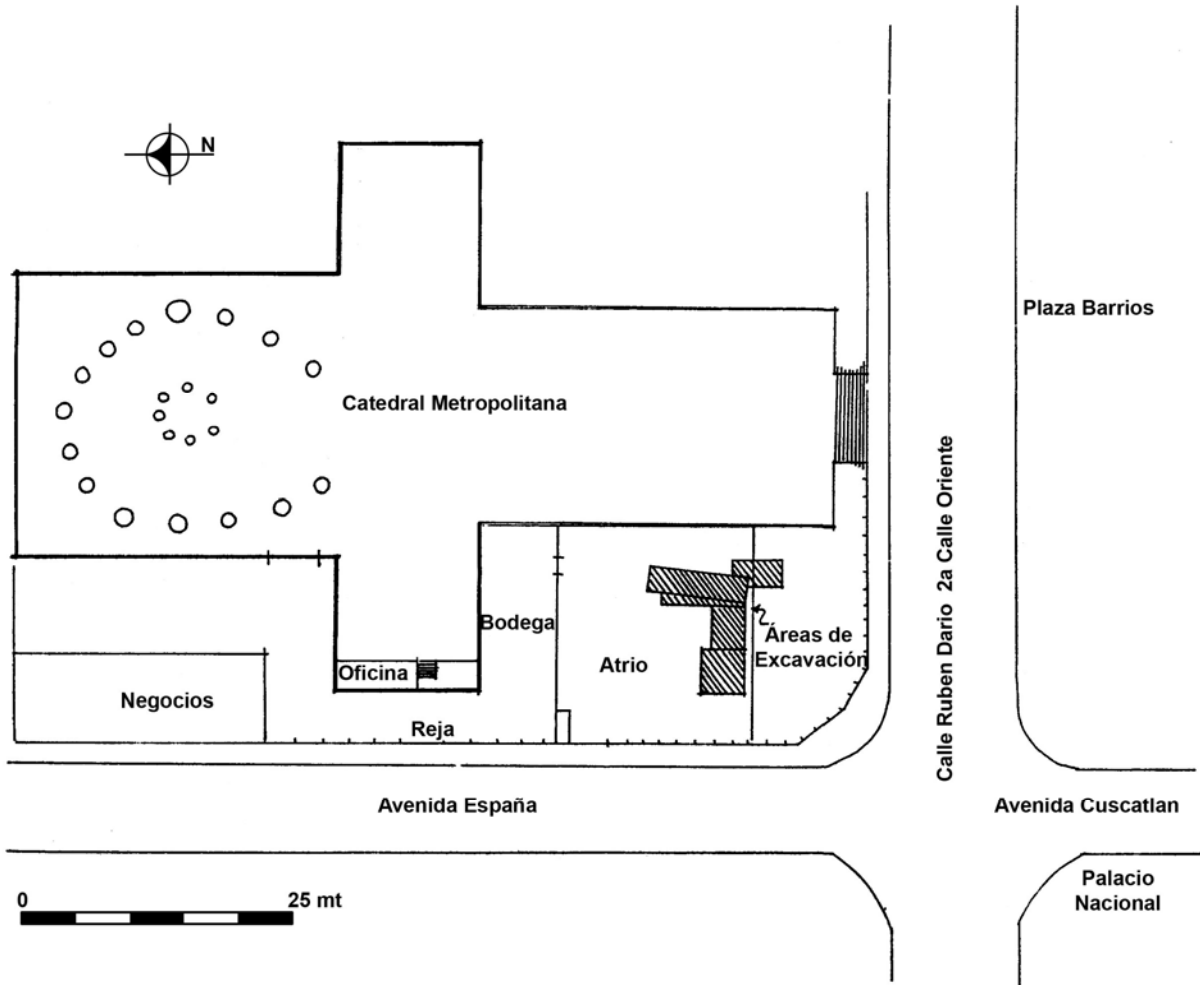 N
Plaza Barrios
Catedral Metropolitana
Calle Ruben Dario 2a Calle Oriente
Bodega
Áreas de
Excavación
Atrio
Oficina
Negocios
Reja
Avenida España
Avenida Cuscatlan
Palacio
Nacional
0 25 mt